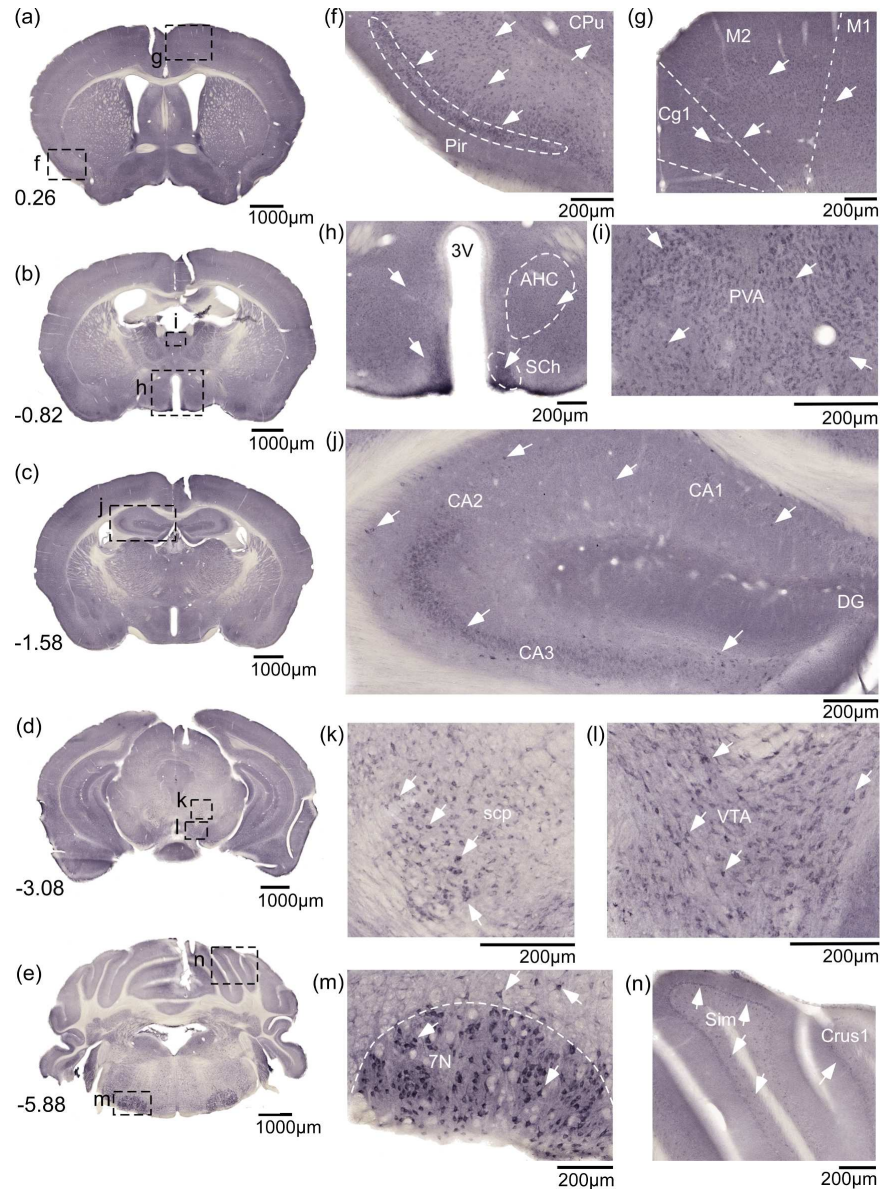 (a)
g
f
0.26
1000µm
(f)
CPu
Pir
200µm
(g)
M2
M1
Cg1
200µm
(b)
i
h
-0.82
1000µm
(h)
3V
AHC
SCh
200µm
(i)
PVA
200µm
(c)
j
-1.58
1000µm
(j)
CA2
CA1
DG
CA3
200µm
(d)
k
l
-3.08
1000µm
(k)
scp
200µm
(l)
VTA
200µm
(e)
n
m
-5.88
1000µm
(m)
7N
200µm
(n)
Sim
Crus1
200µm